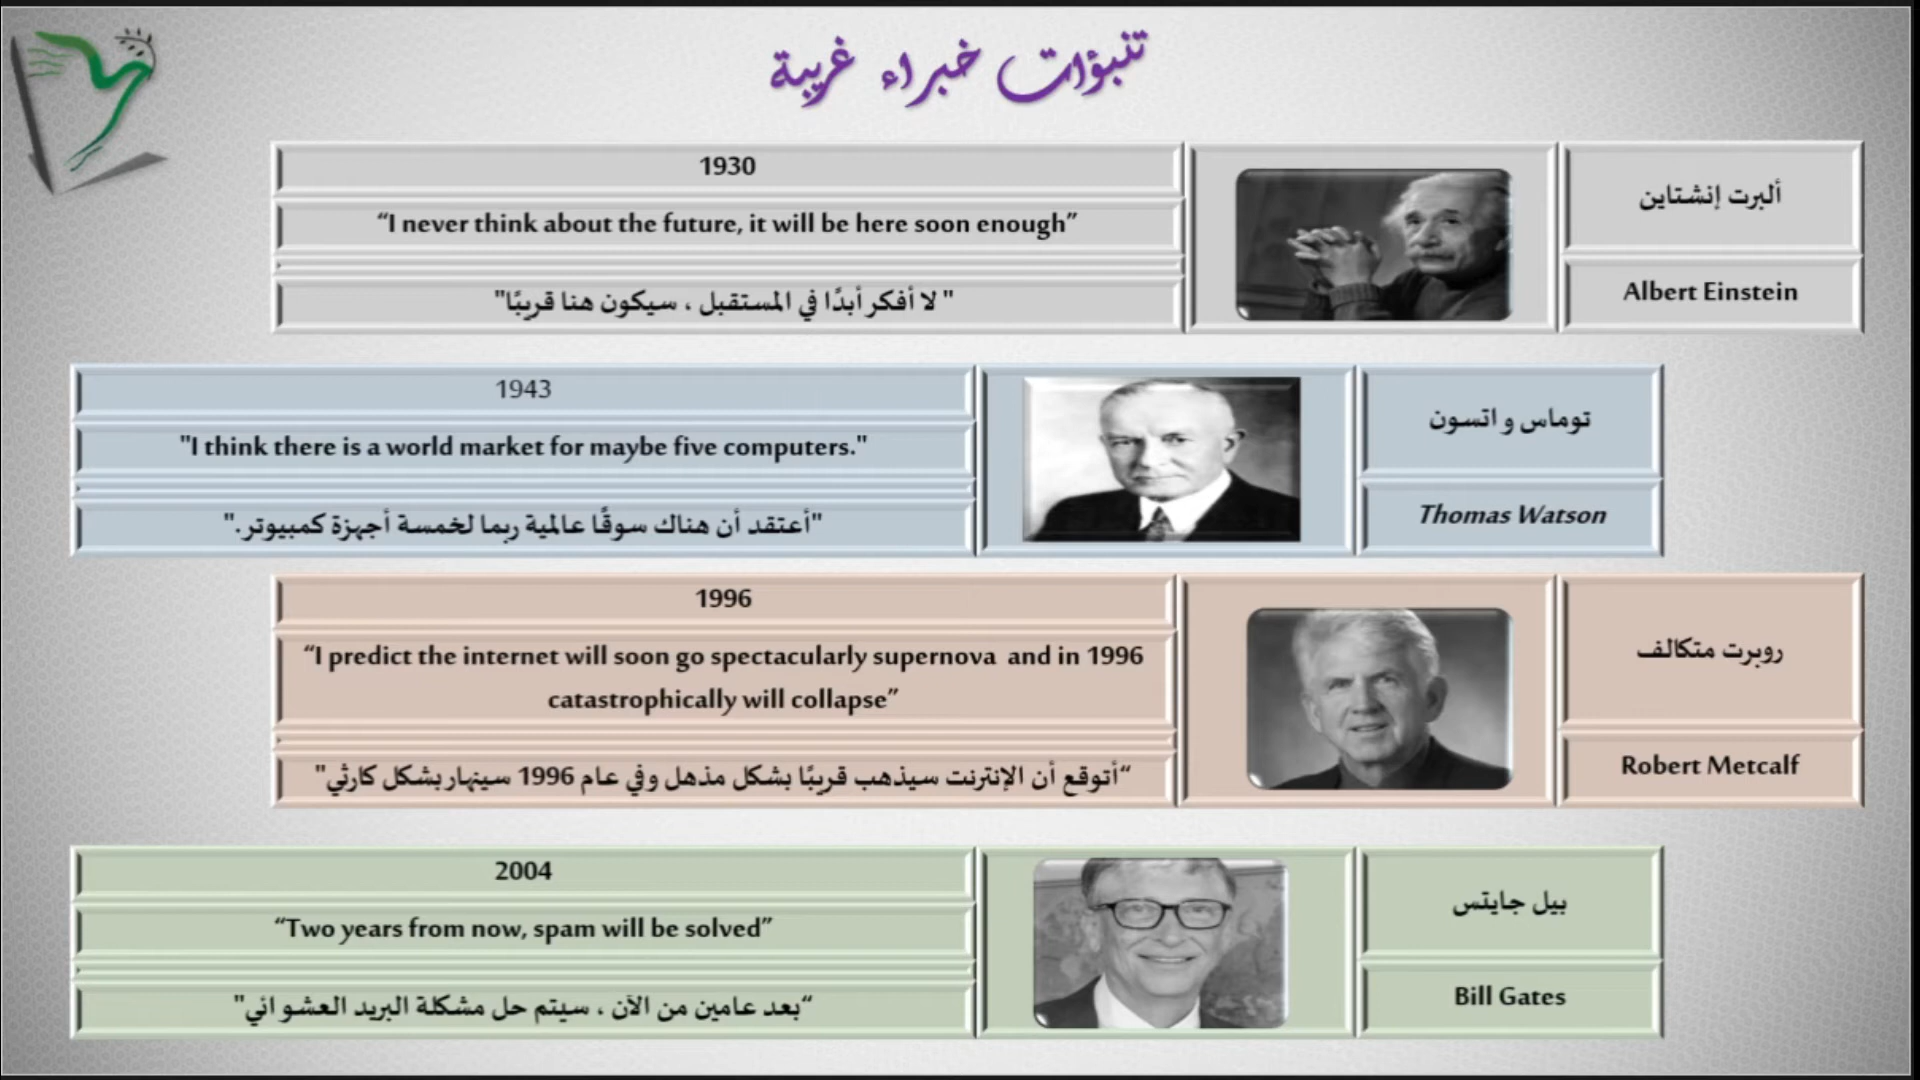 تنبؤات خبراء غريبة
ألبرت إنشتاين
Albert Einstein
1930
“I never think about the future, it will be here soon enough”
" لا أفكر أبدًا في المستقبل ، سيكون هنا قريبًا"
توماس واتسون
Thomas Watson
1943
"I think there is a world market for maybe five computers."
"أعتقد أن هناك سوقًا عالمية ربما لخمسة أجهزة كمبيوتر."
روبرت متكالف
Robert Metcalf
1996
“I predict the internet will soon go spectacularly supernova and in 1996
catastrophically will collapse”
“أتوقع أن الإنترنت سيذهب قريبًا بشكل مذهل وفي عام 1996 سينهار بشكل كارثي"
بيل جايتس
Bill Gates
2004
“Two years from now, spam will be solved”
“بعد عامين من الآن ، سيتم حل مشكلة البريد العشوائي"